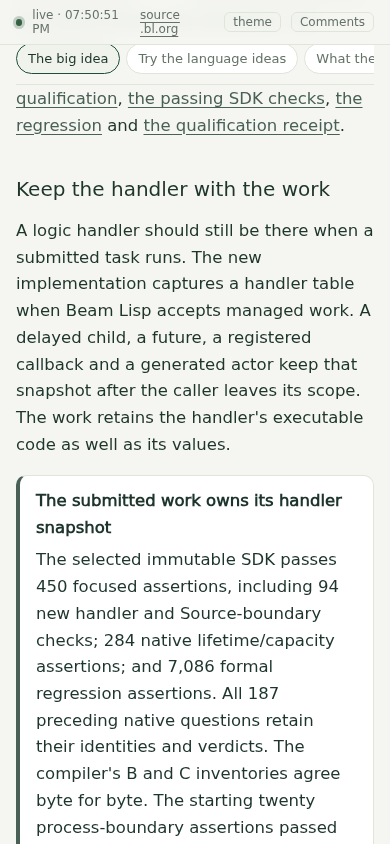 live · 07:50:51 PM
source.bl.org
theme
Comments
The big idea
Try the language ideas
What the
qualification, the passing SDK checks, the
regression and the qualification receipt.
Keep the handler with the work
A logic handler should still be there when a
submitted task runs. The new
implementation captures a handler table
when Beam Lisp accepts managed work. A
delayed child, a future, a registered
callback and a generated actor keep that
snapshot after the caller leaves its scope.
The work retains the handler's executable
code as well as its values.
The submitted work owns its handler
snapshot
The selected immutable SDK passes
450 focused assertions, including 94
new handler and Source-boundary
checks; 284 native lifetime/capacity
assertions; and 7,086 formal
regression assertions. All 187
preceding native questions retain
their identities and verdicts. The
compiler's B and C inventories agree
byte for byte. The starting twenty
process-boundary assertions passed